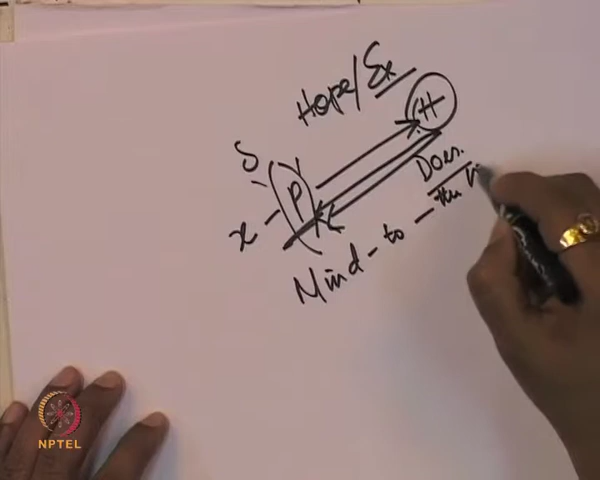 Hope/Ex
H
S
P
x
Does.
Mind-to-the
NPTEL